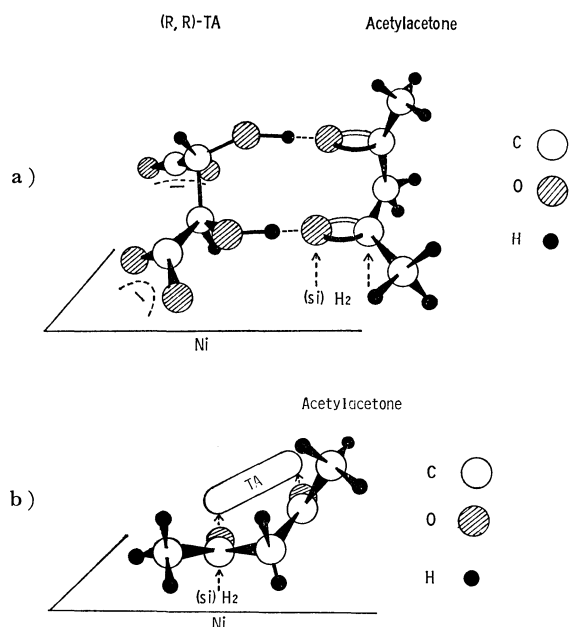 (R, R)-TA
Acetylacetone
a)
C
O
H
(si) H2
Ni
Acetylacetone
b)
TA
C
O
H
(si) H2
Ni